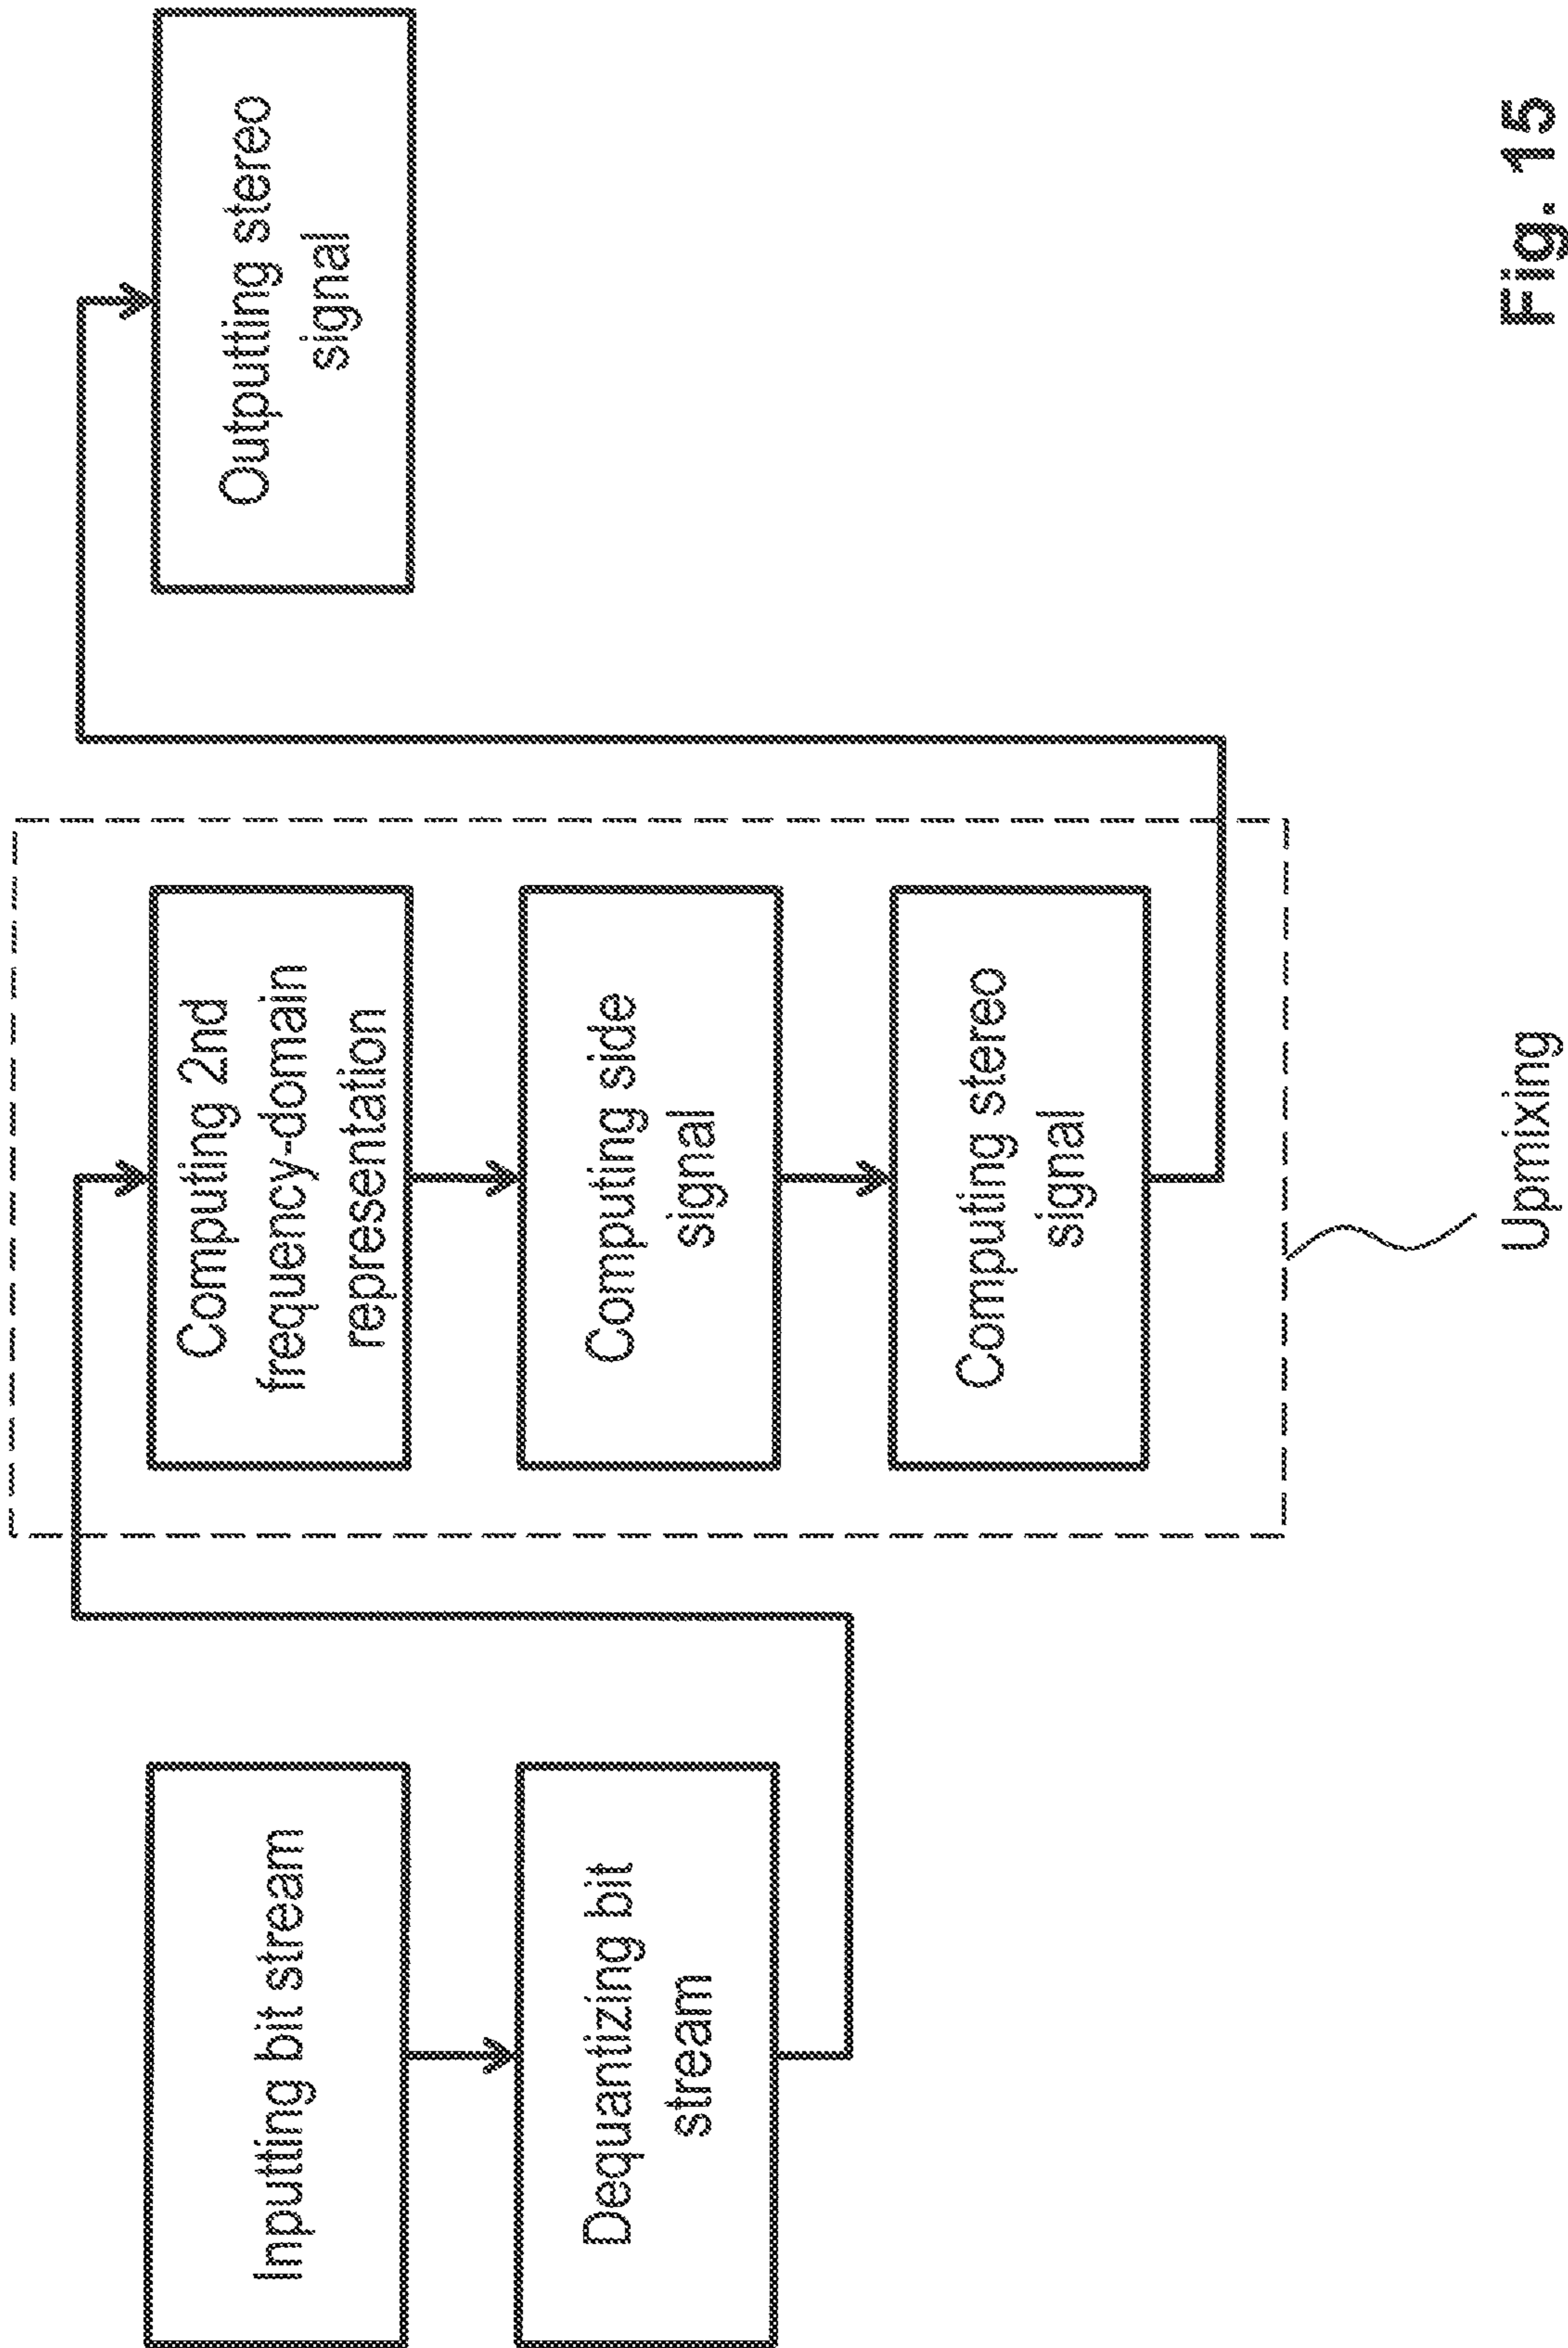 Inputting bit stream
Dequantizing bit
stream
Computing 2nd
frequency-domain
representation
Computing side
signal
Computing stereo
signal
Upmixing
Outputting stereo
signal
Fig. 15